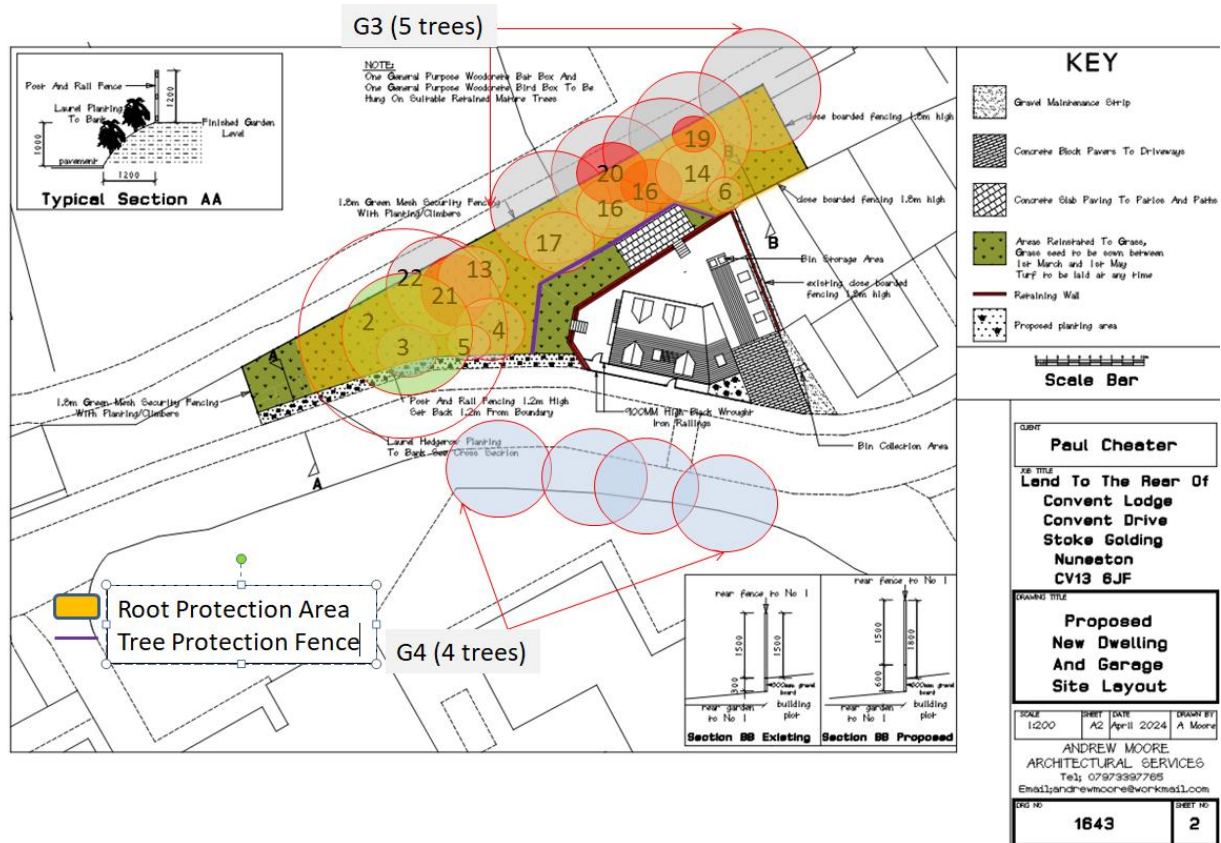 G3 (5 trees)
Post And Rail Fence
Laurel Planting
To Bank
Finished Garden
Level
1200
1000
pavement
1200
Typical Section AA
NOTE:
One General Purpose Woodcrete Bat Box And
One General Purpose Woodcrete Bird Box To Be
Hung On Suitable Retained Mature Trees
close boarded fencing 1.8m high
1.8m Green Mesh Security Fencing
With Planting/Climbers
close boarded fencing 1.8m high
19
20
14
16
6
16
17
B
B
22
13
21
2
4
3
5
A
A
Bin Storage Area
existing close boarded
fencing 1.8m high
1.8m Green Mesh Security Fencing
With Planting/Climbers
Post And Rail Fencing 1.2m High
Set Back 1.2m From Boundary
900MM High Black Wrought
Iron Railings
Laurel Hedgerow Planting
To Bank See Cross Section
Bin Collection Area
Root Protection Area
Tree Protection Fence
G4 (4 trees)
rear fence to No 1
1500
1500
300
300mm gravel
board
rear garden
to No 1
building
plot
Section BB Existing
rear fence to No 1
1500
1800
600
300mm gravel
board
rear garden
to No 1
building
plot
Section BB Proposed
KEY
Gravel Maintenance Strip
Concrete Block Pavers To Driveways
Concrete Slab Paving To Patios And Paths
Areas Reinstated To Grass,
Grass seed to be sown between
1st March and 1st May
Turf to be laid at any time
Retaining Wall
Proposed planting area
Scale Bar
CLIENT
Paul Cheater
JOB TITLE
Land To The Rear Of
Convent Lodge
Convent Drive
Stoke Golding
Nuneaton
CV13 6JF
DRAWING TITLE
Proposed
New Dwelling
And Garage
Site Layout
SCALE
1:200
SHEET
A2
DATE
April 2024
DRAWN BY
A Moore
ANDREW MOORE
ARCHITECTURAL SERVICES
Tel; 07973397765
Email;andrewmoore@workmail.com
DRG NO
1643
SHEET NO
2